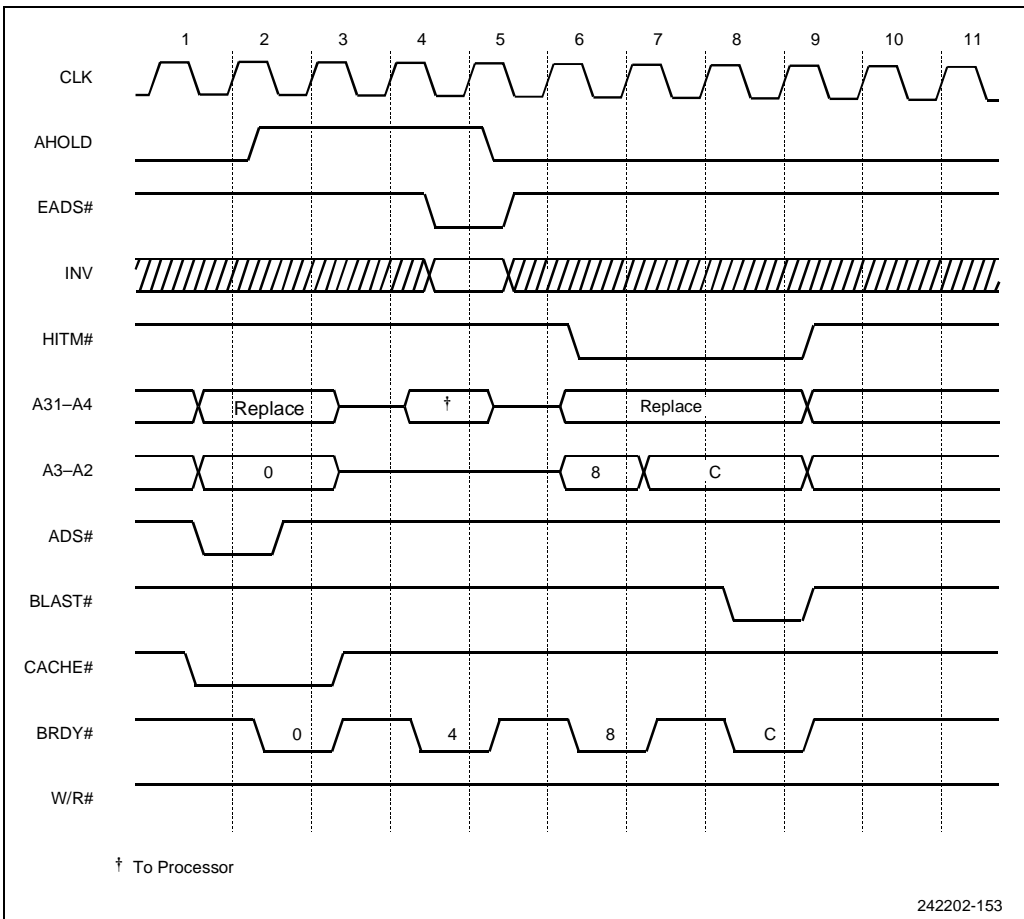 1 2 3 4 5 6 7 8 9 10 11
CLK
AHOLD
EADS#
INV
HITM#
A31–A4 Replace † Replace
A3–A2 0 8 C
ADS#
BLAST#
CACHE#
BRDY# 0 4 8 C
W/R#
† To Processor
242202-153